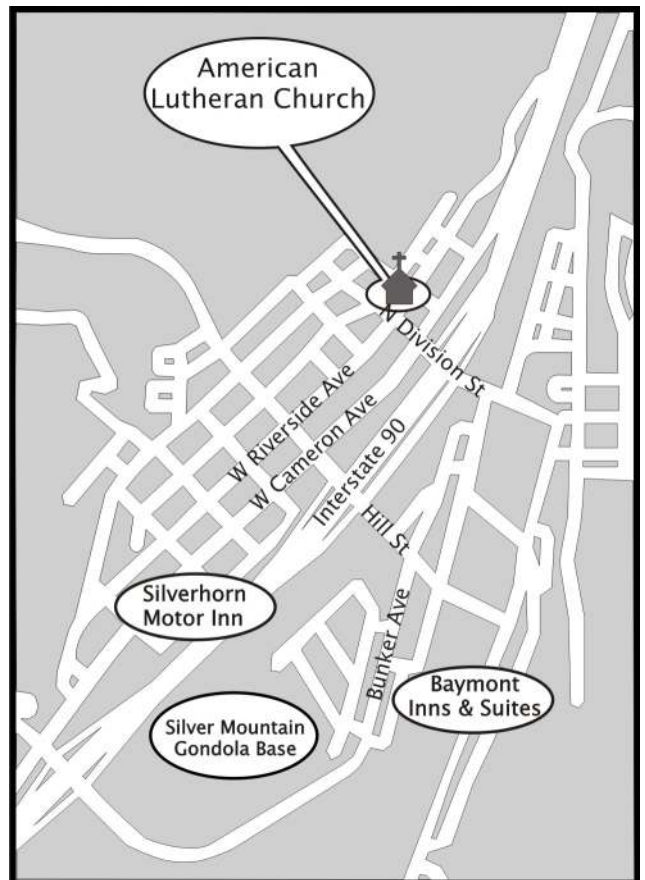 American
Lutheran Church
N Division St
W Riverside Ave
W Cameron Ave
Interstate 90
Hill St
Silverhorn
Motor Inn
Bunker Ave
Baymont
Inns & Suites
Silver Mountain
Gondola Base